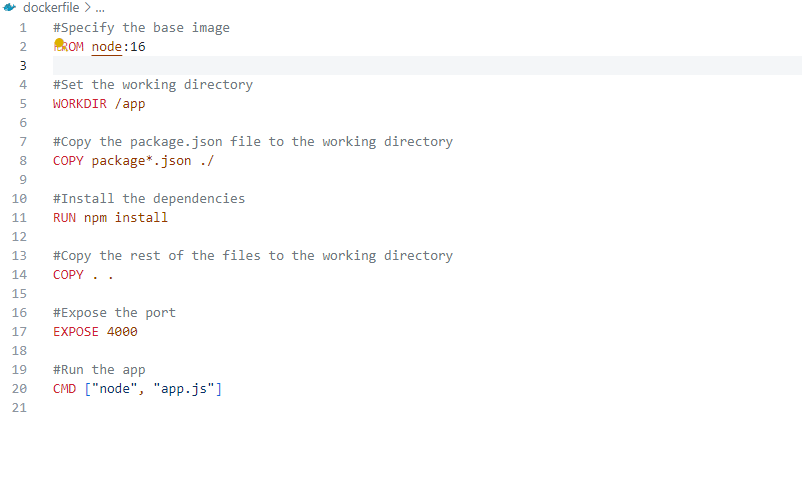 dockerfile > ...
1 #Specify the base image
2 FROM node:16
3
4 #Set the working directory
5 WORKDIR /app
6
7 #Copy the package.json file to the working directory
8 COPY package*.json ./
9
10 #Install the dependencies
11 RUN npm install
12
13 #Copy the rest of the files to the working directory
14 COPY . .
15
16 #Expose the port
17 EXPOSE 4000
18
19 #Run the app
20 CMD ["node", "app.js"]
21